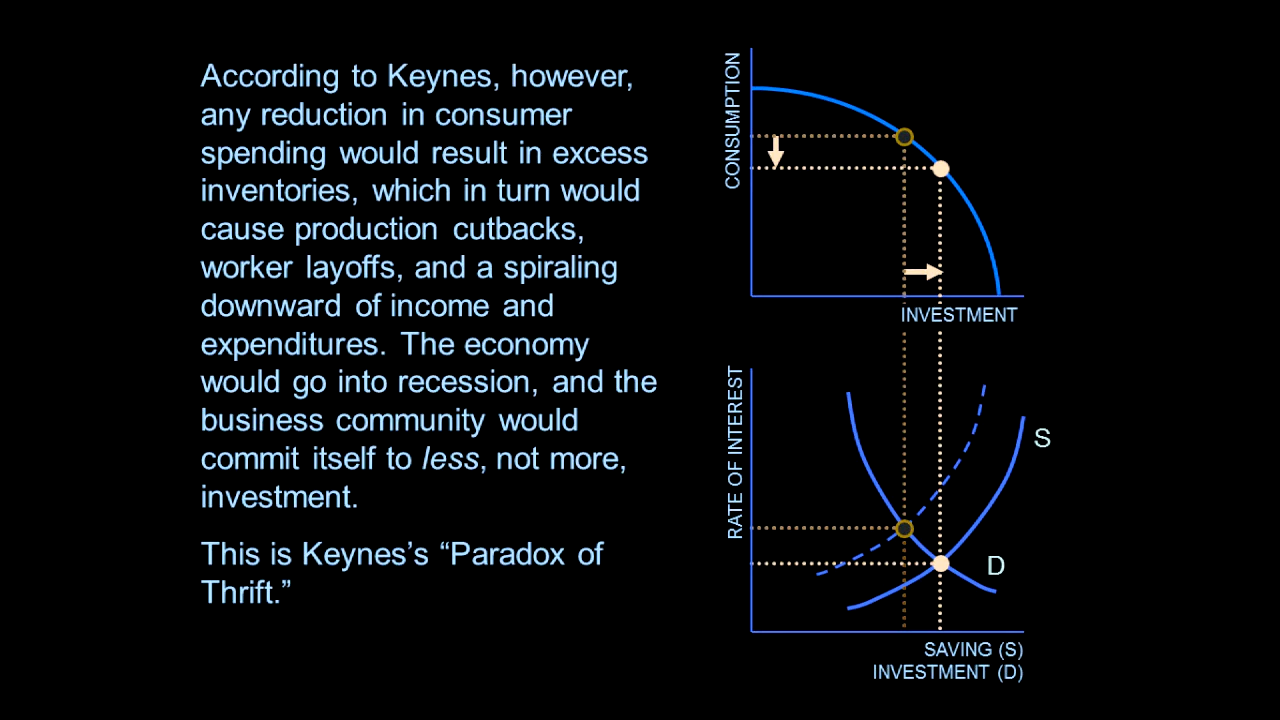 According to Keynes, however,
any reduction in consumer
spending would result in excess
inventories, which in turn would
cause production cutbacks,
worker layoffs, and a spiraling
downward of income and
expenditures. The economy
would go into recession, and the
business community would
commit itself to less, not more,
investment.
This is Keynes’s “Paradox of
Thrift.”
CONSUMPTION
INVESTMENT
RATE OF INTEREST
S
D
SAVING (S)
INVESTMENT (D)